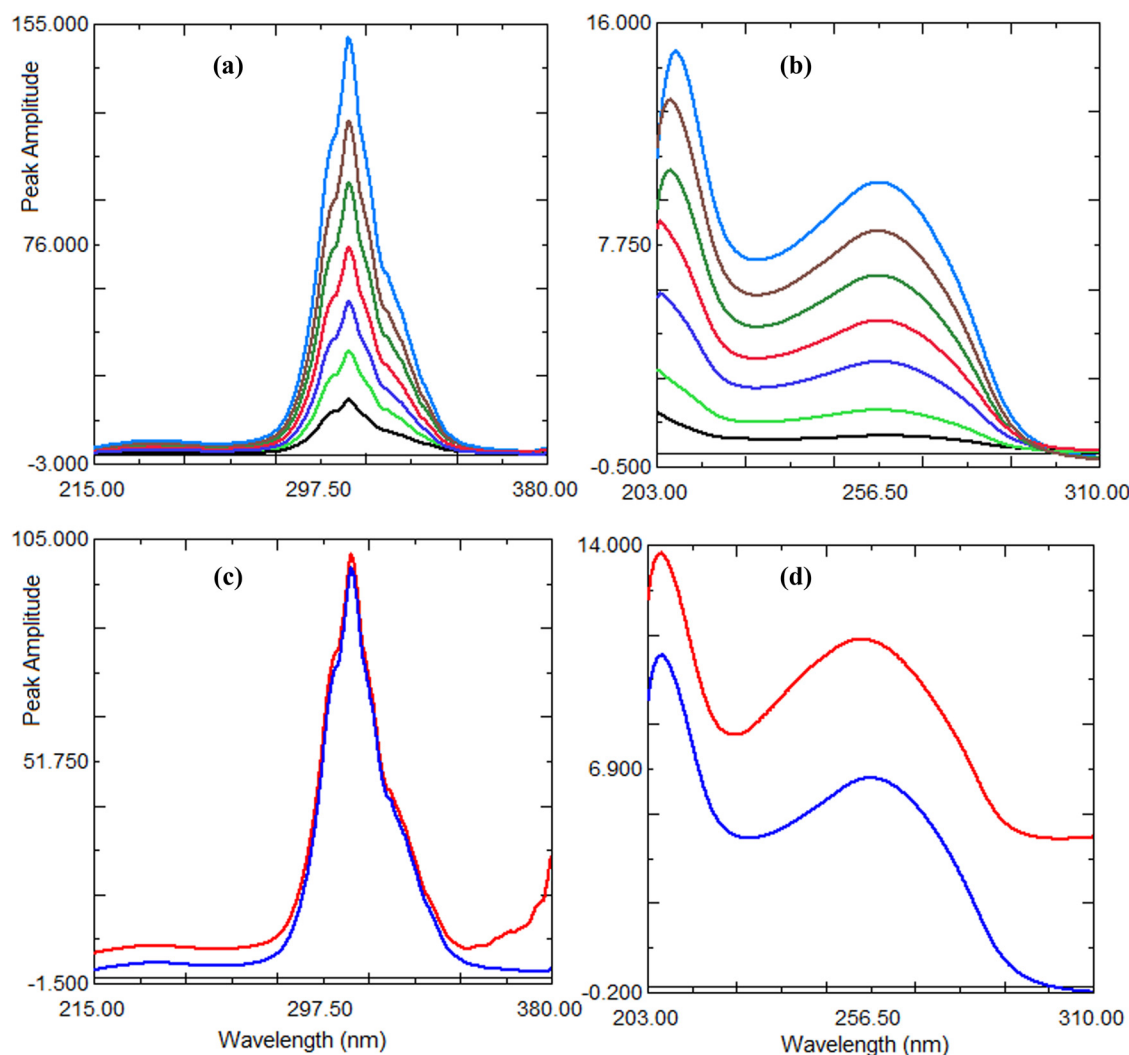 155.000
(a)
Peak Amplitude
76.000
-3.000
215.00 297.50 380.00
16.000
(b)
7.750
-0.500
203.00 256.50 310.00
105.000
(c)
Peak Amplitude
51.750
-1.500
215.00 297.50 380.00
Wavelength (nm)
14.000
(d)
6.900
-0.200
203.00 256.50 310.00
Wavelength (nm)